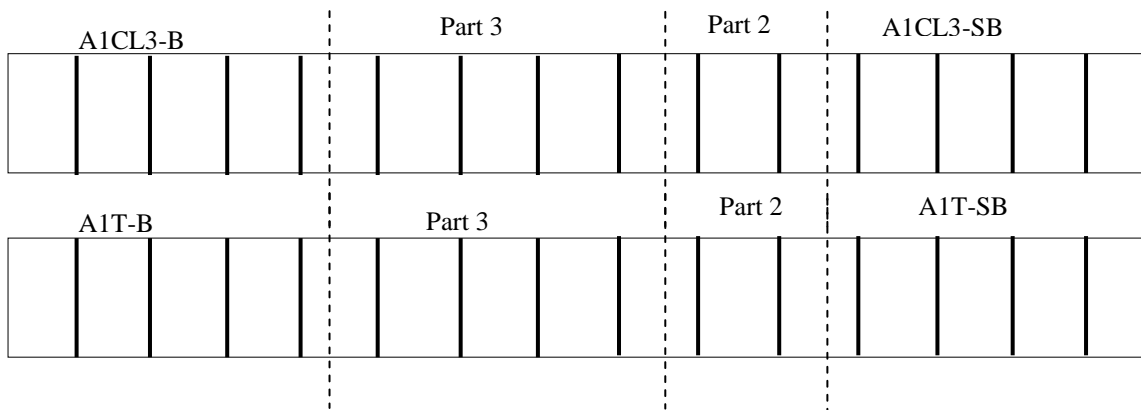 A1CL3-B
Part 3
Part 2
A1CL3-SB
A1T-B
Part 3
Part 2
A1T-SB